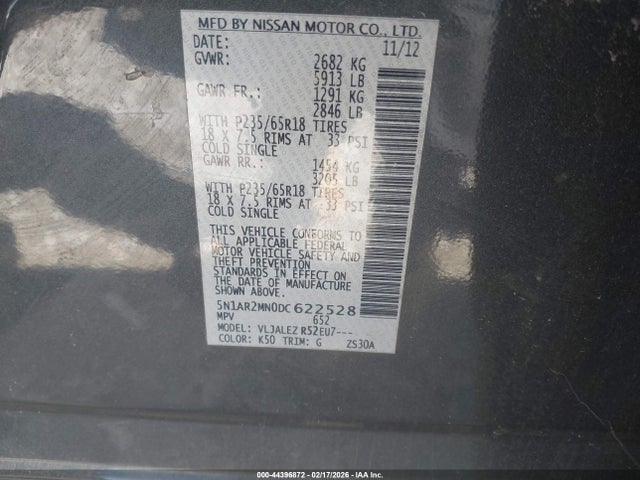 MFD BY NISSAN MOTOR CO., LTD.
DATE: 11/12
GVWR: 2682 KG
5913 LB
GAWR FR.: 1291 KG
2846 LB
WITH P235/65R18 TIRES
18 X 7.5 RIMS AT 33 PSI
COLD SINGLE
GAWR RR.: 1454 KG
3205 LB
WITH P235/65R18 TIRES
18 X 7.5 RIMS AT 33 PSI
COLD SINGLE
THIS VEHICLE CONFORMS TO
ALL APPLICABLE FEDERAL
MOTOR VEHICLE SAFETY AND
THEFT PREVENTION
STANDARDS IN EFFECT ON
THE DATE OF MANUFACTURE
SHOWN ABOVE.
5N1AR2MN0DC622528
MPV 652
MODEL: VLJALEZ R52EU7---
COLOR: K50 TRIM: G ZS30A
000-44396872 - 02/17/2026 - IAA Inc.